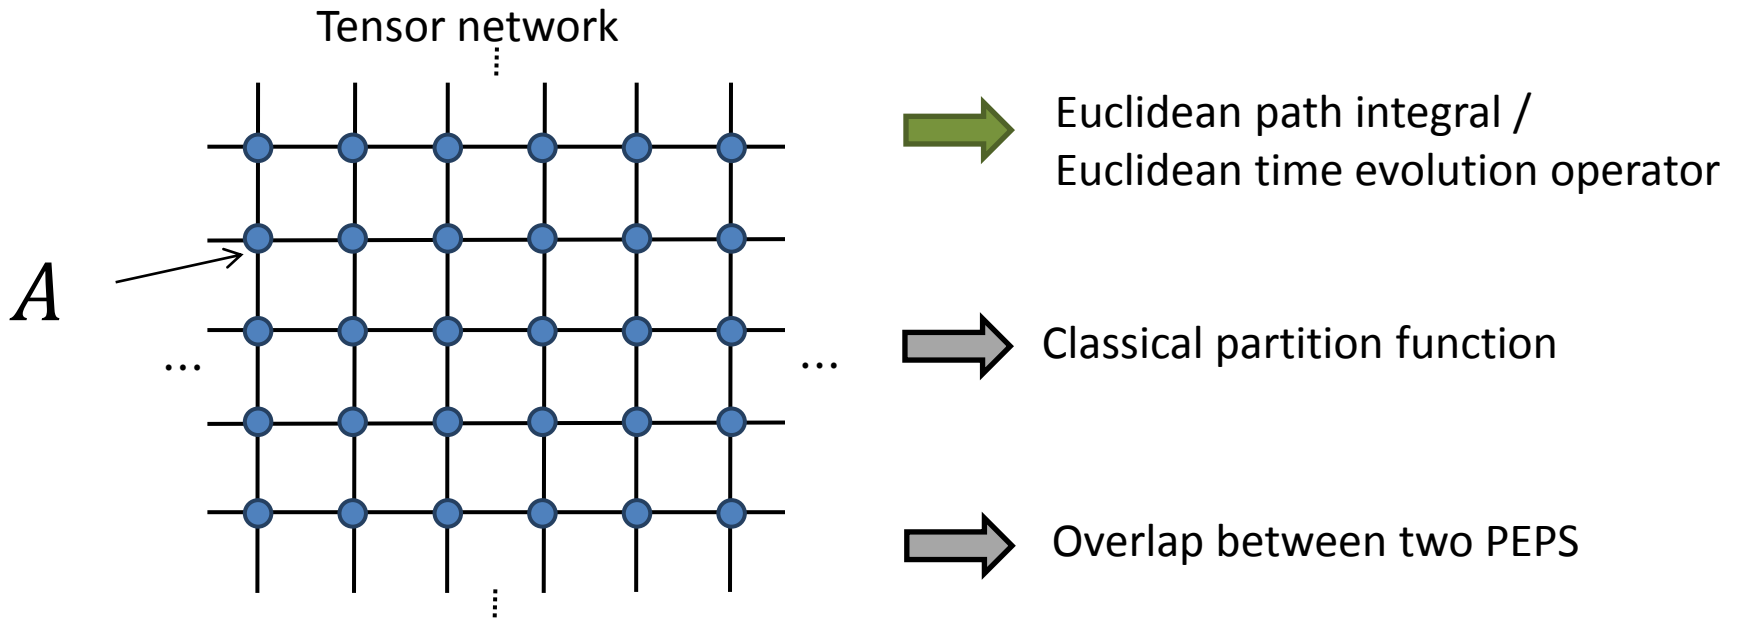 Tensor network
A
...
...
Euclidean path integral /
Euclidean time evolution operator
Classical partition function
Overlap between two PEPS